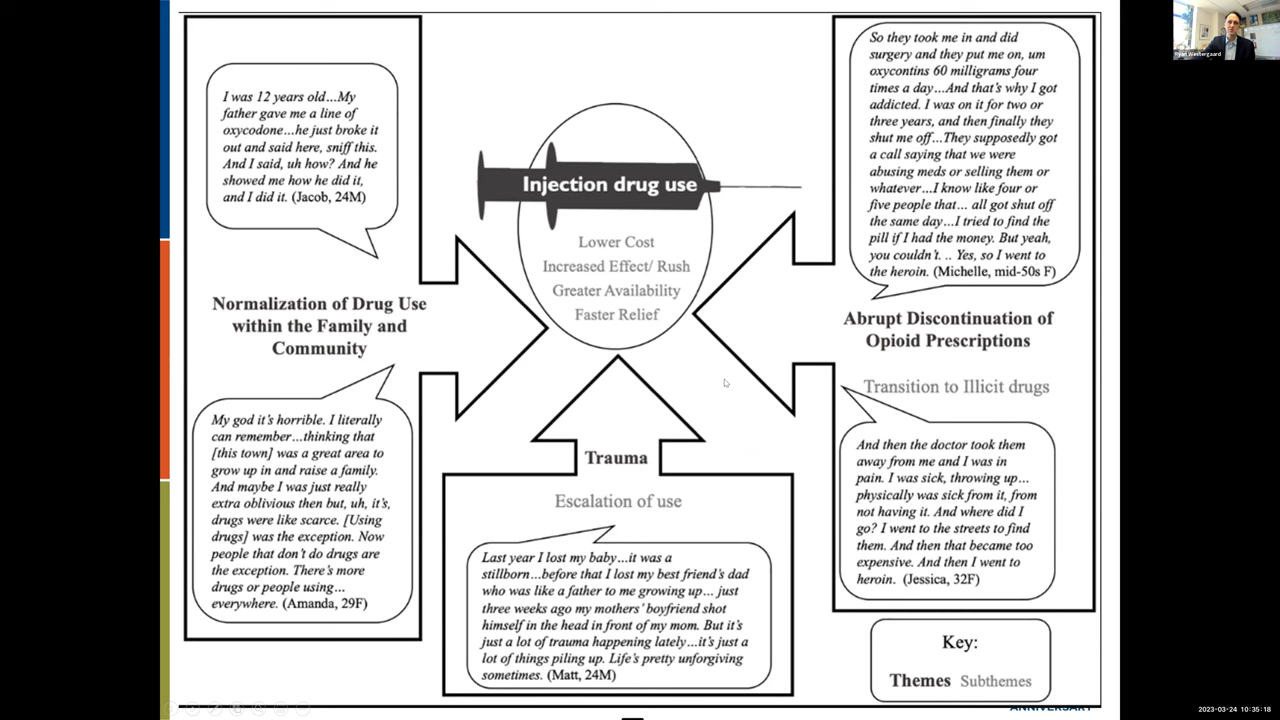 I was 12 years old...My
father gave me a line of
oxycodone...he just broke it
out and said here, sniff this.
And I said, uh how? And he
showed me how he did it,
and I did it. (Jacob, 24M)
Normalization of Drug Use
within the Family and
Community
My god it's horrible. I literally
can remember...thinking that
[this town] was a great area to
grow up in and raise a family.
And maybe I was just really
extra oblivious then but, uh, it's,
drugs were like scarce. [Using
drugs] was the exception. Now
people that don't do drugs are
the exception. There's more
drugs or people using...
everywhere. (Amanda, 29F)
Injection drug use
Lower Cost
Increased Effect/ Rush
Greater Availability
Faster Relief
Trauma
Escalation of use
Last year I lost my baby...it was a
stillborn...before that I lost my best friend's dad
who was like a father to me growing up... just
three weeks ago my mothers' boyfriend shot
himself in the head in front of my mom. But it's
just a lot of trauma happening lately...it's just a
lot of things piling up. Life's pretty unforgiving
sometimes. (Matt, 24M)
So they took me in and did
surgery and they put me on, um
oxycontins 60 milligrams four
times a day...And that's why I got
addicted. I was on it for two or
three years, and then finally they
shut me off...They supposedly got
a call saying that we were
abusing meds or selling them or
whatever...I know like four or
five people that... all got shut off
the same day...I tried to find the
pill if I had the money. But yeah,
you couldn't. .. Yes, so I went to
the heroin. (Michelle, mid-50s F)
Abrupt Discontinuation of
Opioid Prescriptions
Transition to Illicit drugs
And then the doctor took them
away from me and I was in
pain. I was sick, throwing up...
physically was sick from it, from
not having it. And where did I
go? I went to the streets to find
them. And then that became too
expensive. And then I went to
heroin. (Jessica, 32F)
Key:
Themes Subthemes
ANNIVERSARY
Ryan Westergaard
2023-03-24 10:35:18